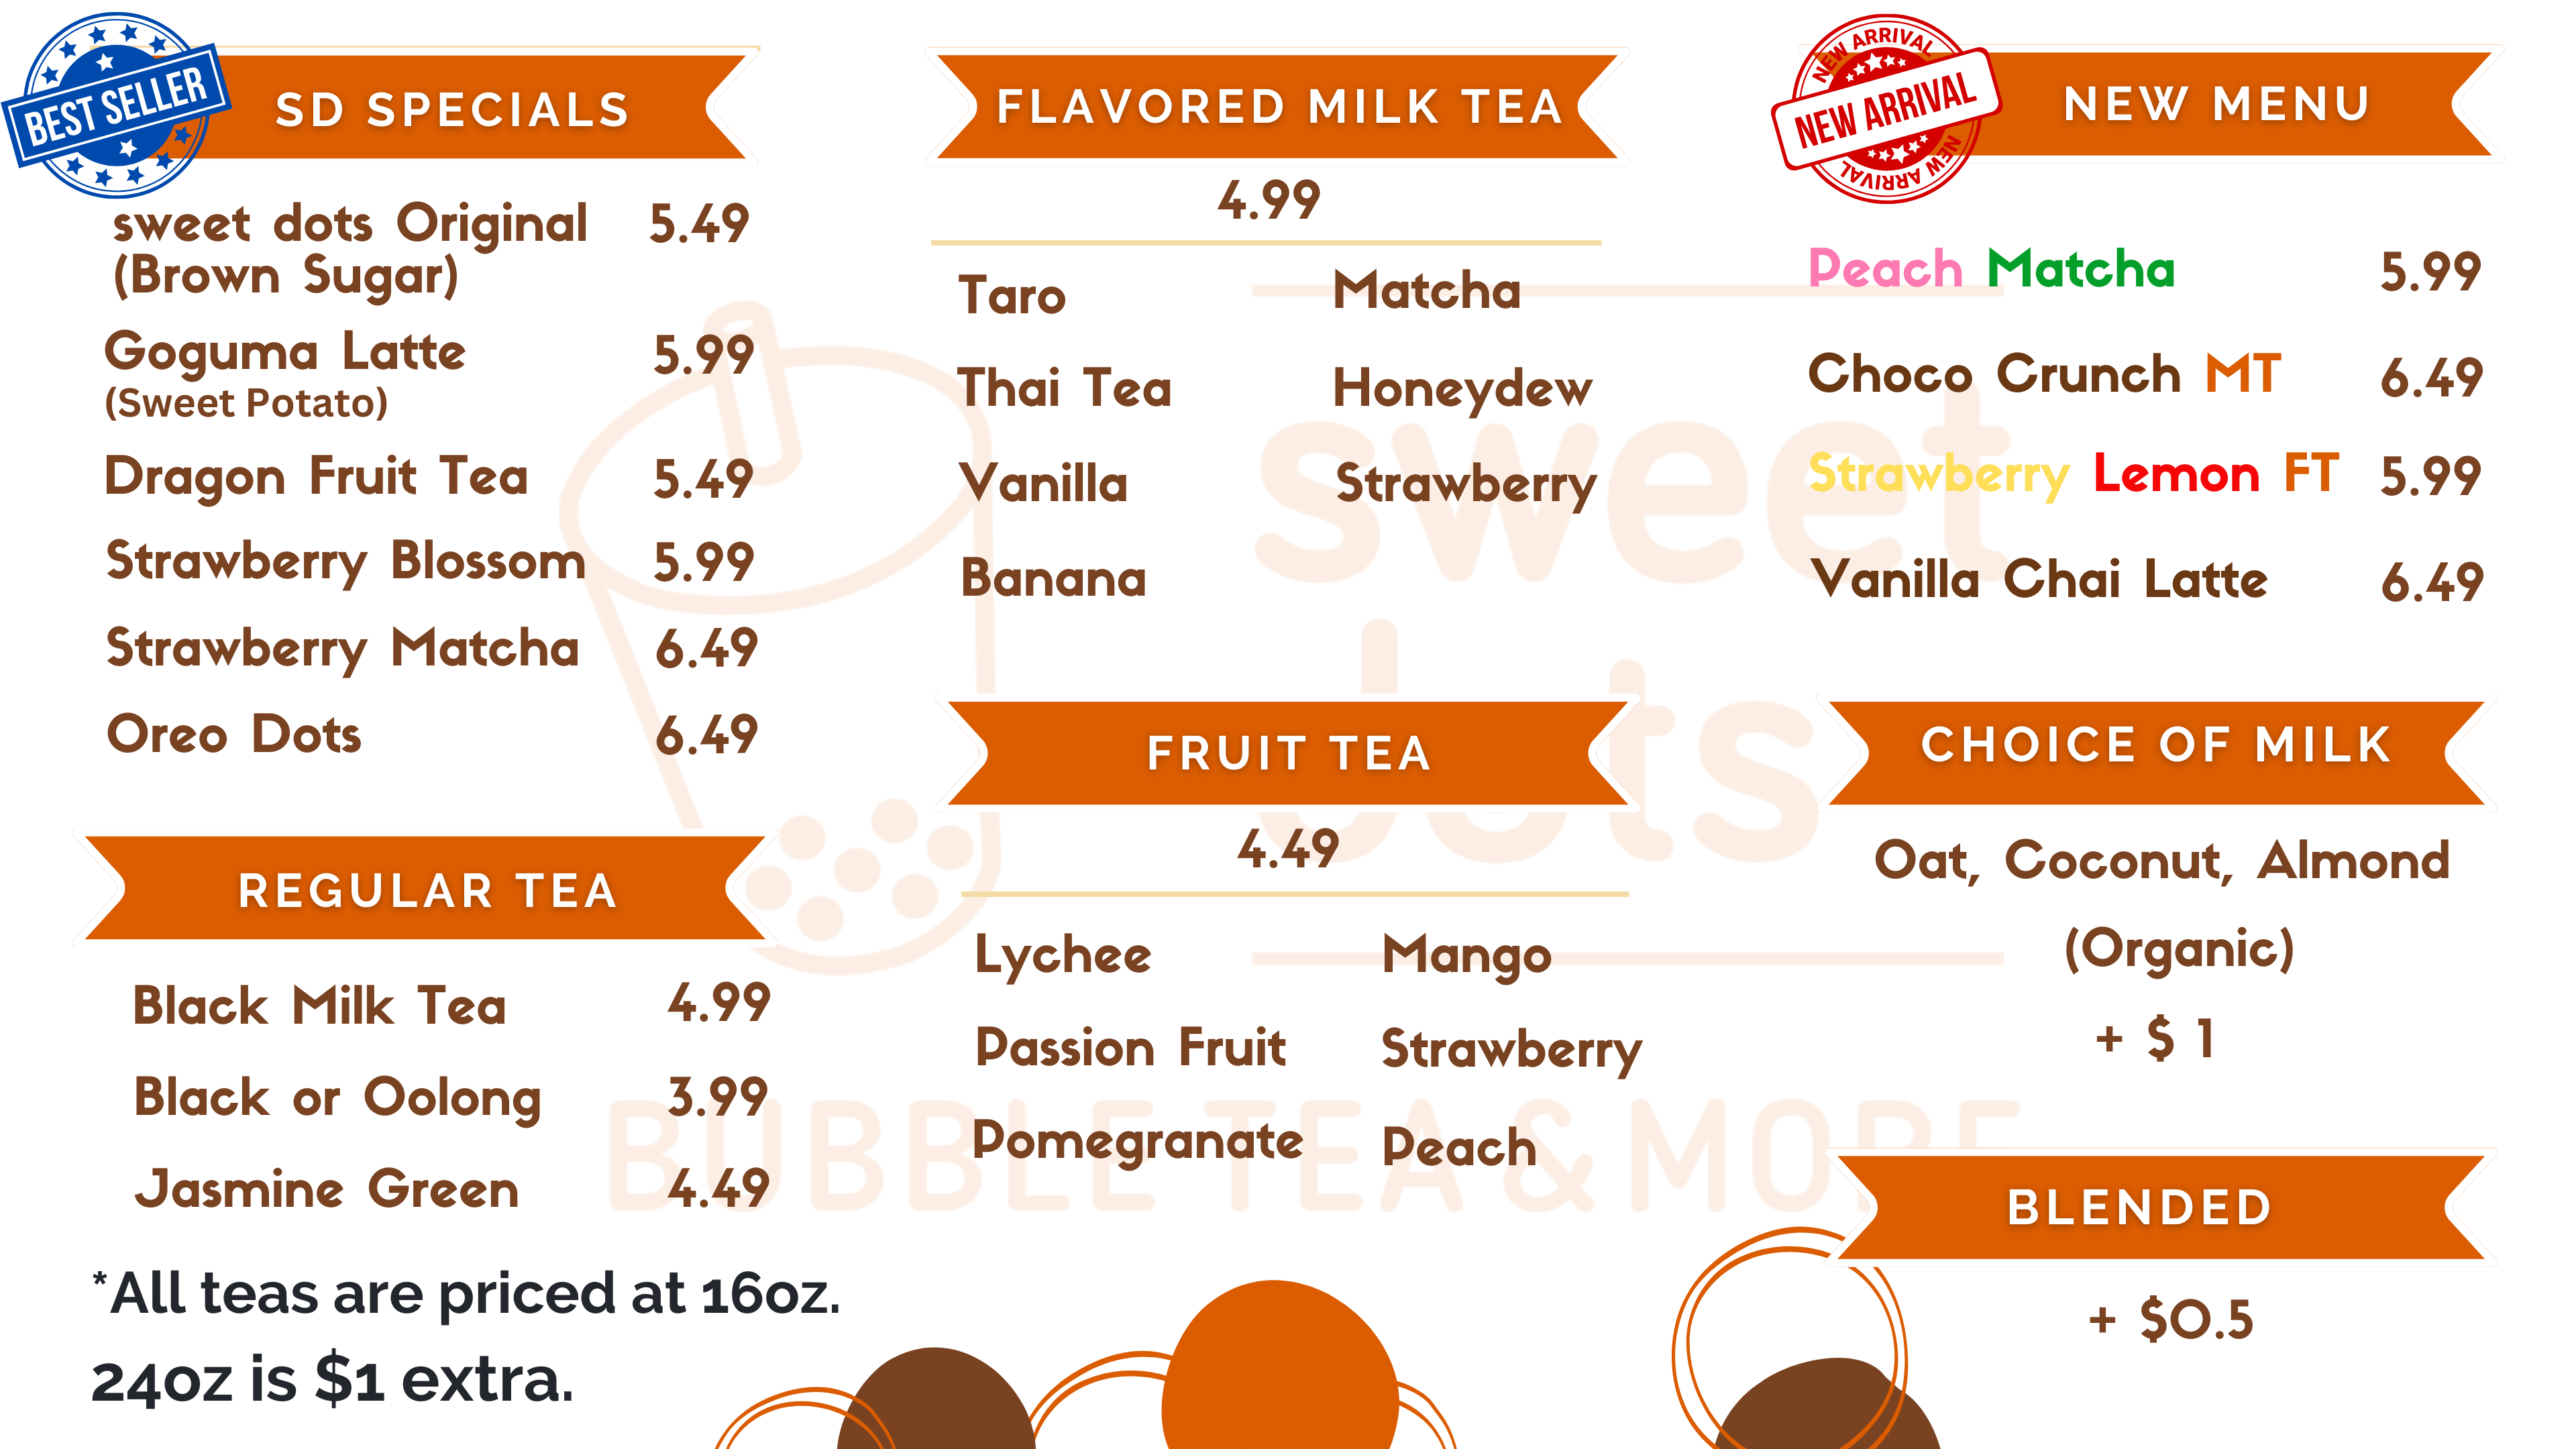 BEST SELLER
SD SPECIALS
sweet dots Original 5.49
(Brown Sugar)
Goguma Latte 5.99
(Sweet Potato)
Dragon Fruit Tea 5.49
Strawberry Blossom 5.99
Strawberry Matcha 6.49
Oreo Dots 6.49
REGULAR TEA
Black Milk Tea 4.99
Black or Oolong 3.99
Jasmine Green 4.49
*All teas are priced at 16oz.
24oz is $1 extra.
FLAVORED MILK TEA
4.99
Taro Matcha
Thai Tea Honeydew
Vanilla Strawberry
Banana
FRUIT TEA
4.49
Lychee Mango
Passion Fruit Strawberry
Pomegranate Peach
NEW ARRIVAL
NEW ARRIVAL
NEW ARRIVAL
NEW MENU
Peach Matcha 5.99
Choco Crunch MT 6.49
Strawberry Lemon FT 5.99
Vanilla Chai Latte 6.49
CHOICE OF MILK
Oat, Coconut, Almond
(Organic)
+ $ 1
BLENDED
+ $0.5
sweet
dots
BUBBLE TEA & MORE